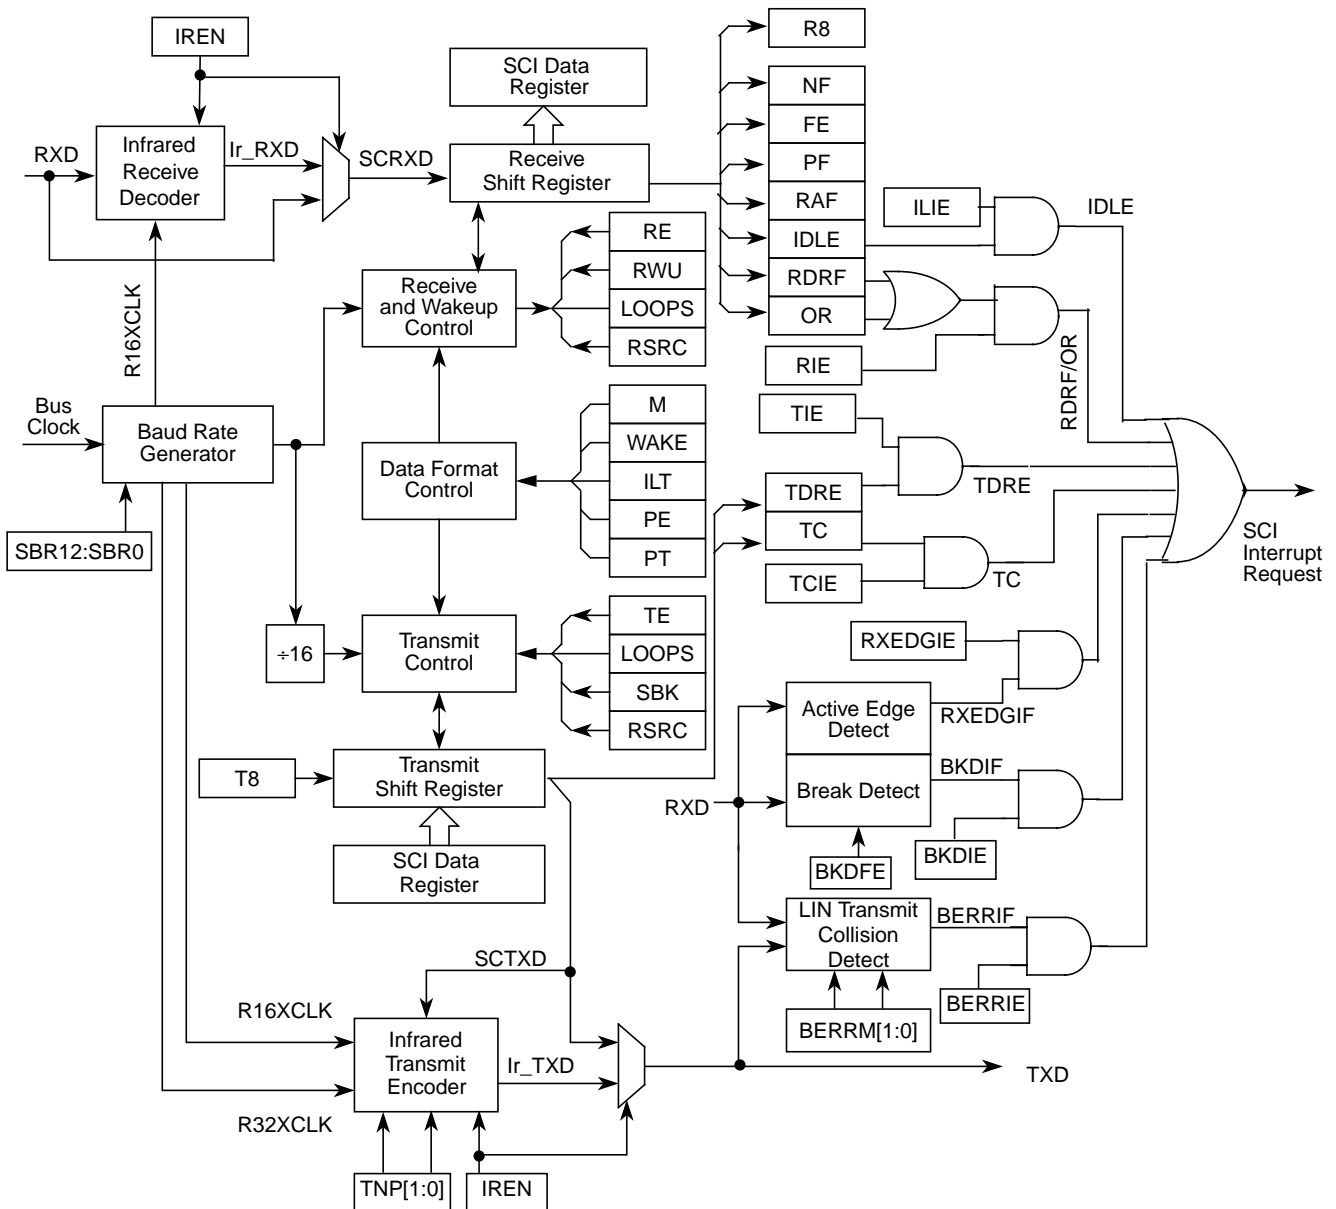 IREN
R8
SCI Data
Register
NF
FE
PF
RAF
IDLE
RDRF
OR
RXD
Infrared
Receive
Decoder
Ir_RXD
SCRXD
Receive
Shift Register
ILIE
IDLE
RE
RWU
LOOPS
RSRC
Receive
and Wakeup
Control
R16XCLK
RIE
RDRF/OR
Bus
Clock
Baud Rate
Generator
SBR12:SBR0
Data Format
Control
M
WAKE
ILT
PE
PT
TIE
TDRE
TC
TCIE
TDRE
TC
SCI
Interrupt
Request
÷16
Transmit
Control
TE
LOOPS
SBK
RSRC
RXEDGIE
Active Edge
Detect
RXEDGIF
T8
Transmit
Shift Register
RXD
Break Detect
BKDIF
BKDIE
BKDFE
SCI Data
Register
LIN Transmit
Collision
Detect
BERRIF
BERRIE
BERRM[1:0]
SCTXD
R16XCLK
Infrared
Transmit
Encoder
Ir_TXD
R32XCLK
TXD
TNP[1:0]
IREN